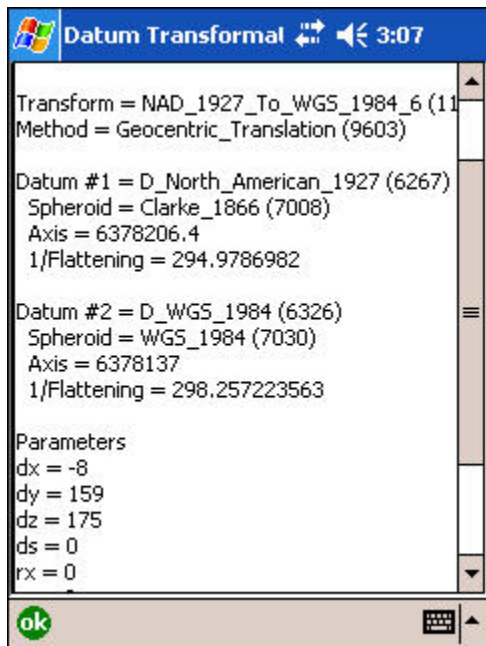 Datum Transformal 3:07
Transform = NAD_1927_To_WGS_1984_6 (11
Method = Geocentric_Translation (9603)
Datum #1 = D_North_American_1927 (6267)
Spheroid = Clarke_1866 (7008)
Axis = 6378206.4
1/Flattening = 294.9786982
Datum #2 = D_WGS_1984 (6326)
Spheroid = WGS_1984 (7030)
Axis = 6378137
1/Flattening = 298.257223563
Parameters
dx = -8
dy = 159
dz = 175
ds = 0
rx = 0
ok